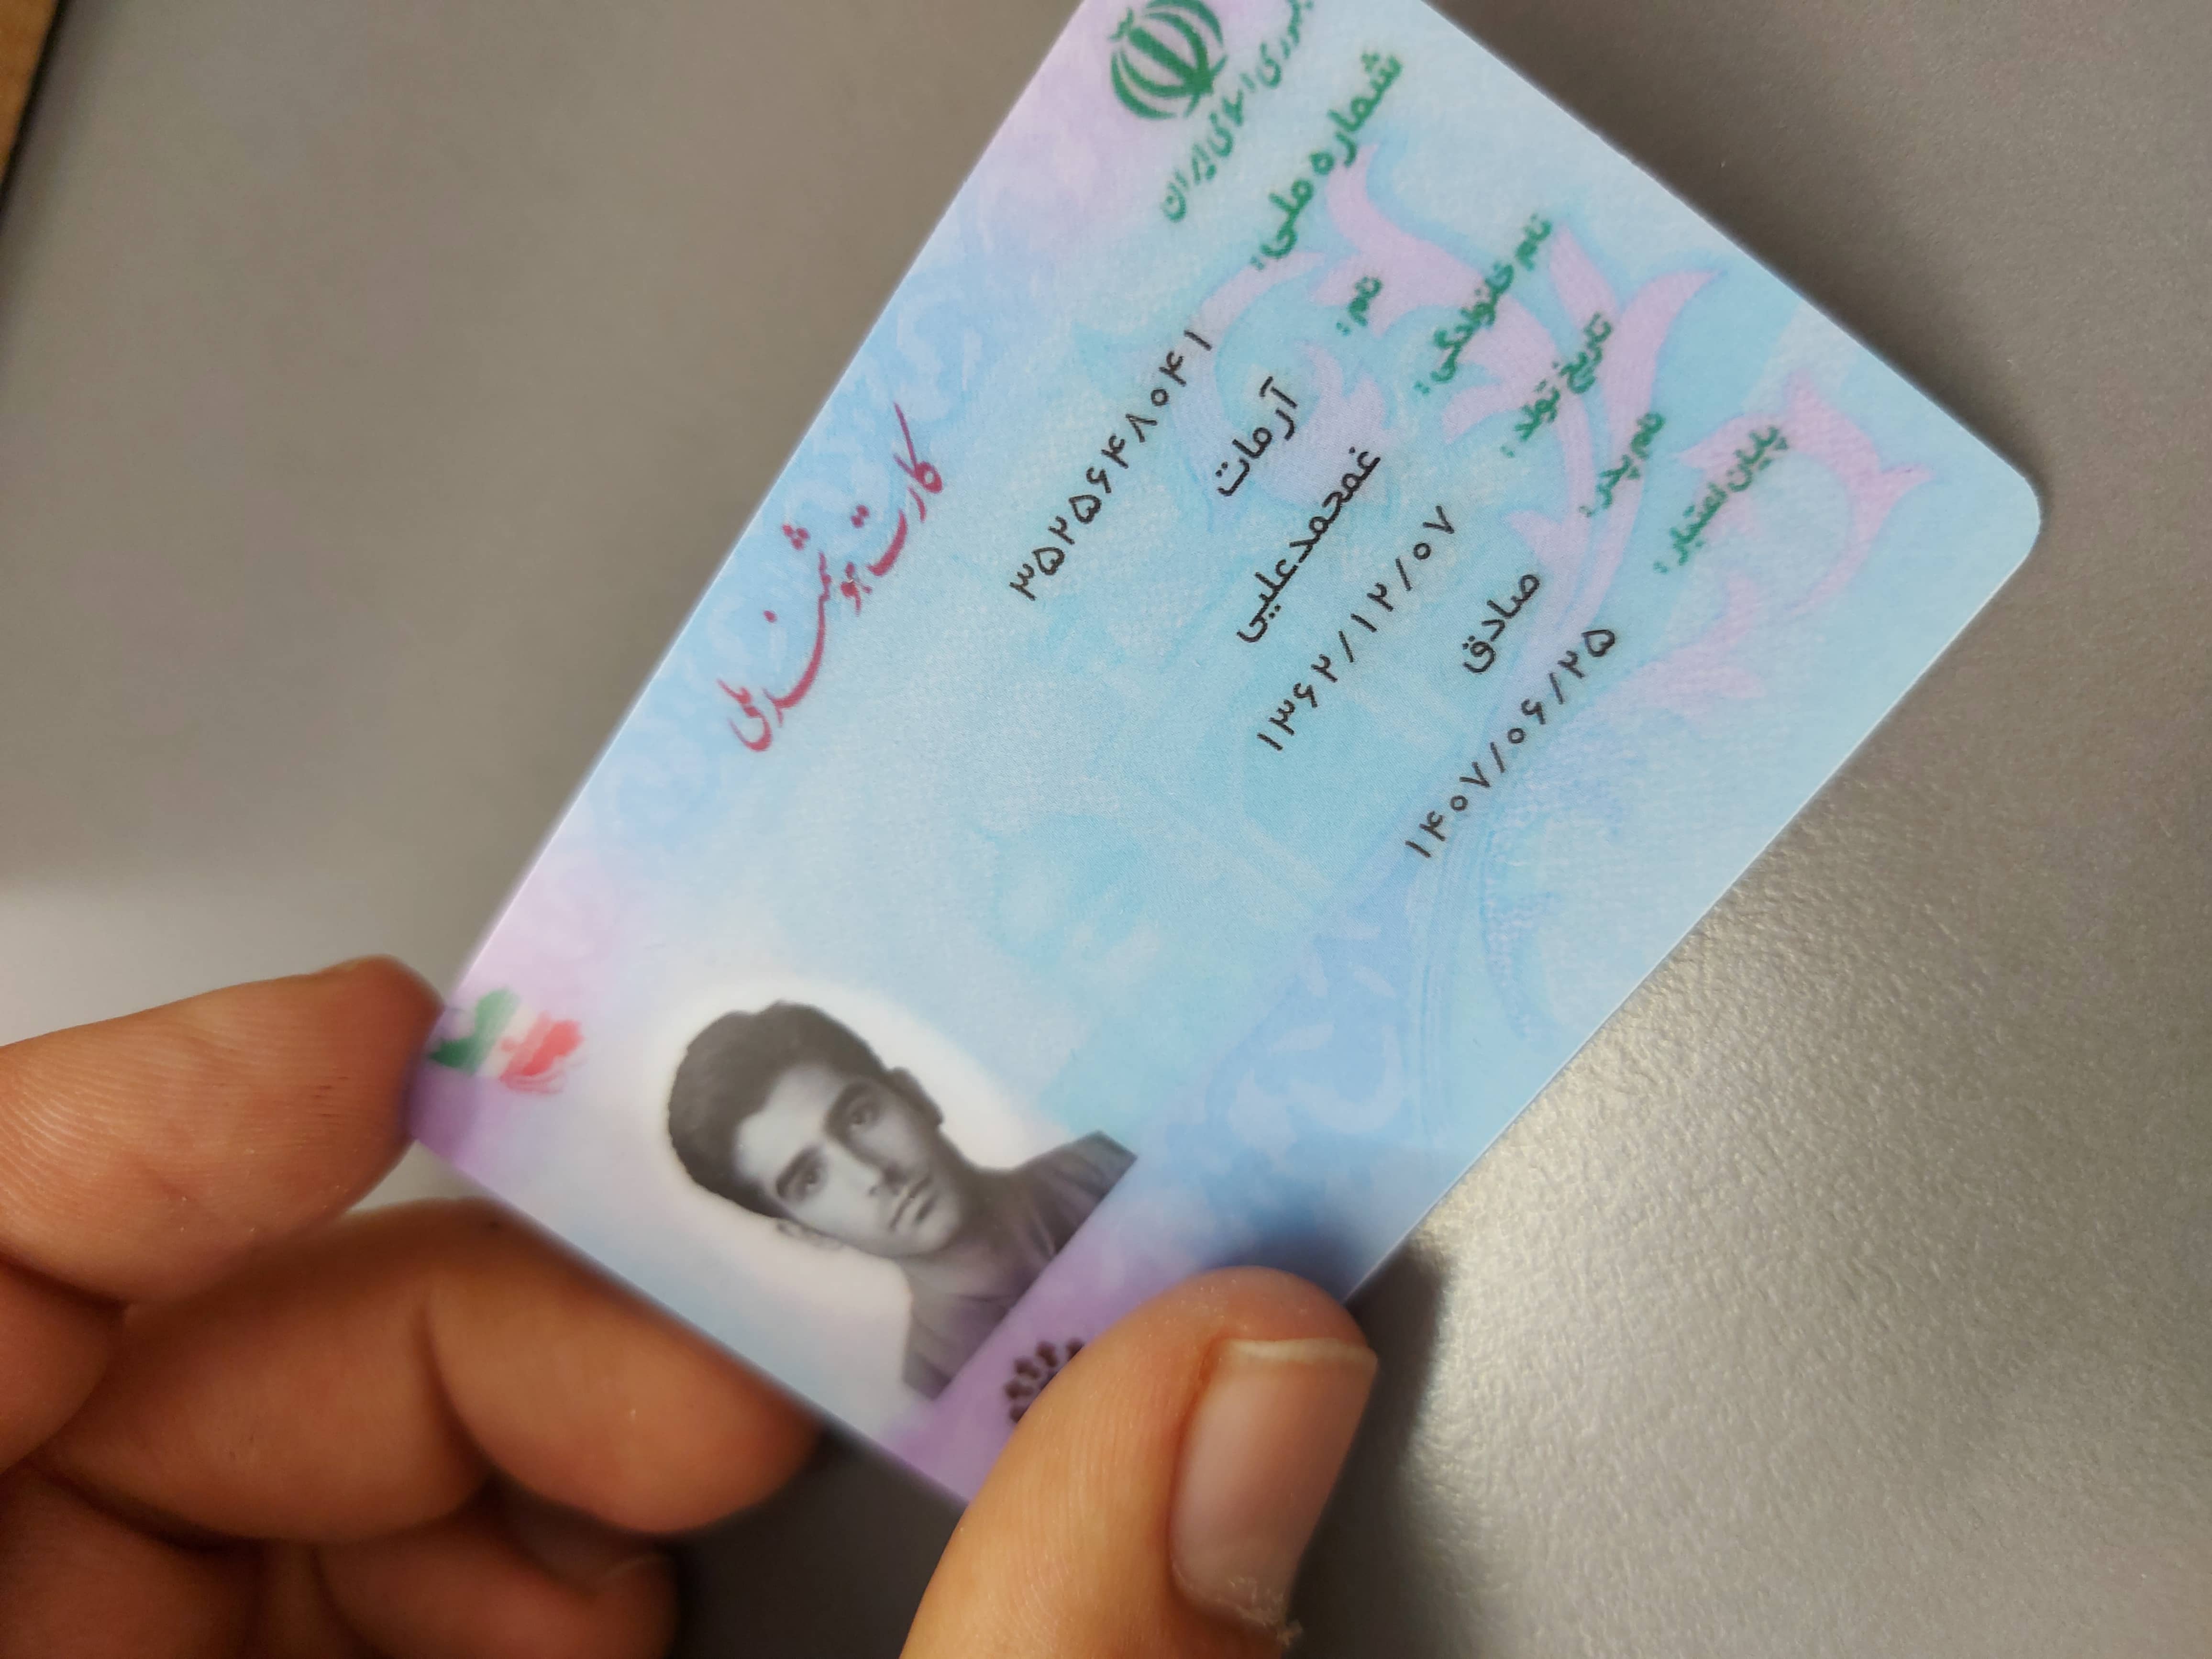 جمهوری اسلامی ایران
کارت هوشمند ملی
شماره ملی: ۳۵۲۵۶۴۸۰۴۱
نام: آرمات
نام خانوادگی: غمحمدعلیی
تاریخ تولد: ۱۳۶۲/۱۲/۰۷
نام پدر: صادق
پایان اعتبار: ۱۴۰۷/۰۶/۲۵